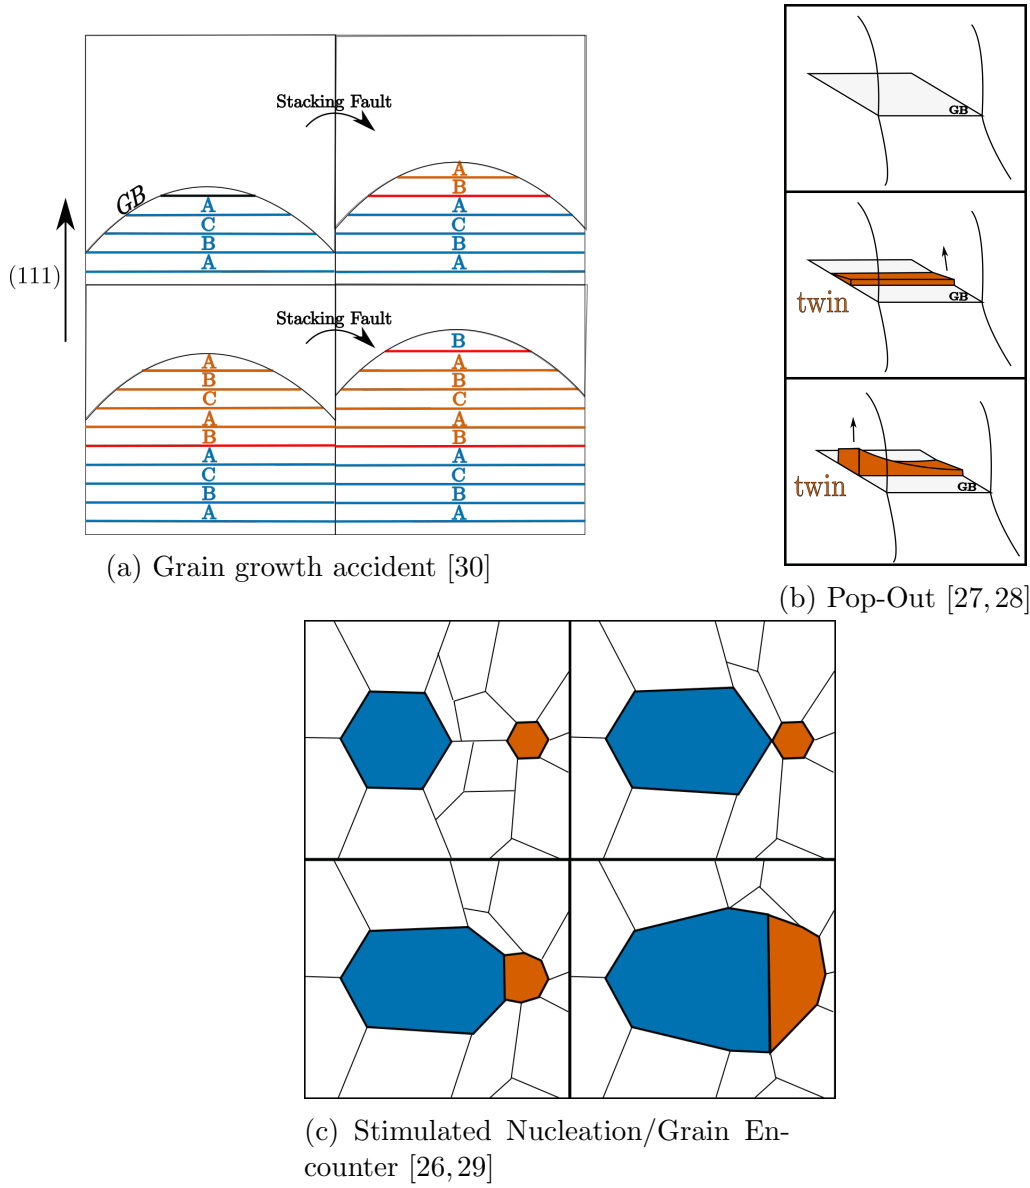 Stacking Fault
GB
A
C
B
A
A
B
A
C
B
A
(111)
Stacking Fault
A
B
C
A
B
A
C
B
A
B
A
B
C
A
B
A
C
B
A
(a) Grain growth accident [30]
GB
twin
GB
twin
GB
(b) Pop-Out [27, 28]
(c) Stimulated Nucleation/Grain En-
counter [26, 29]